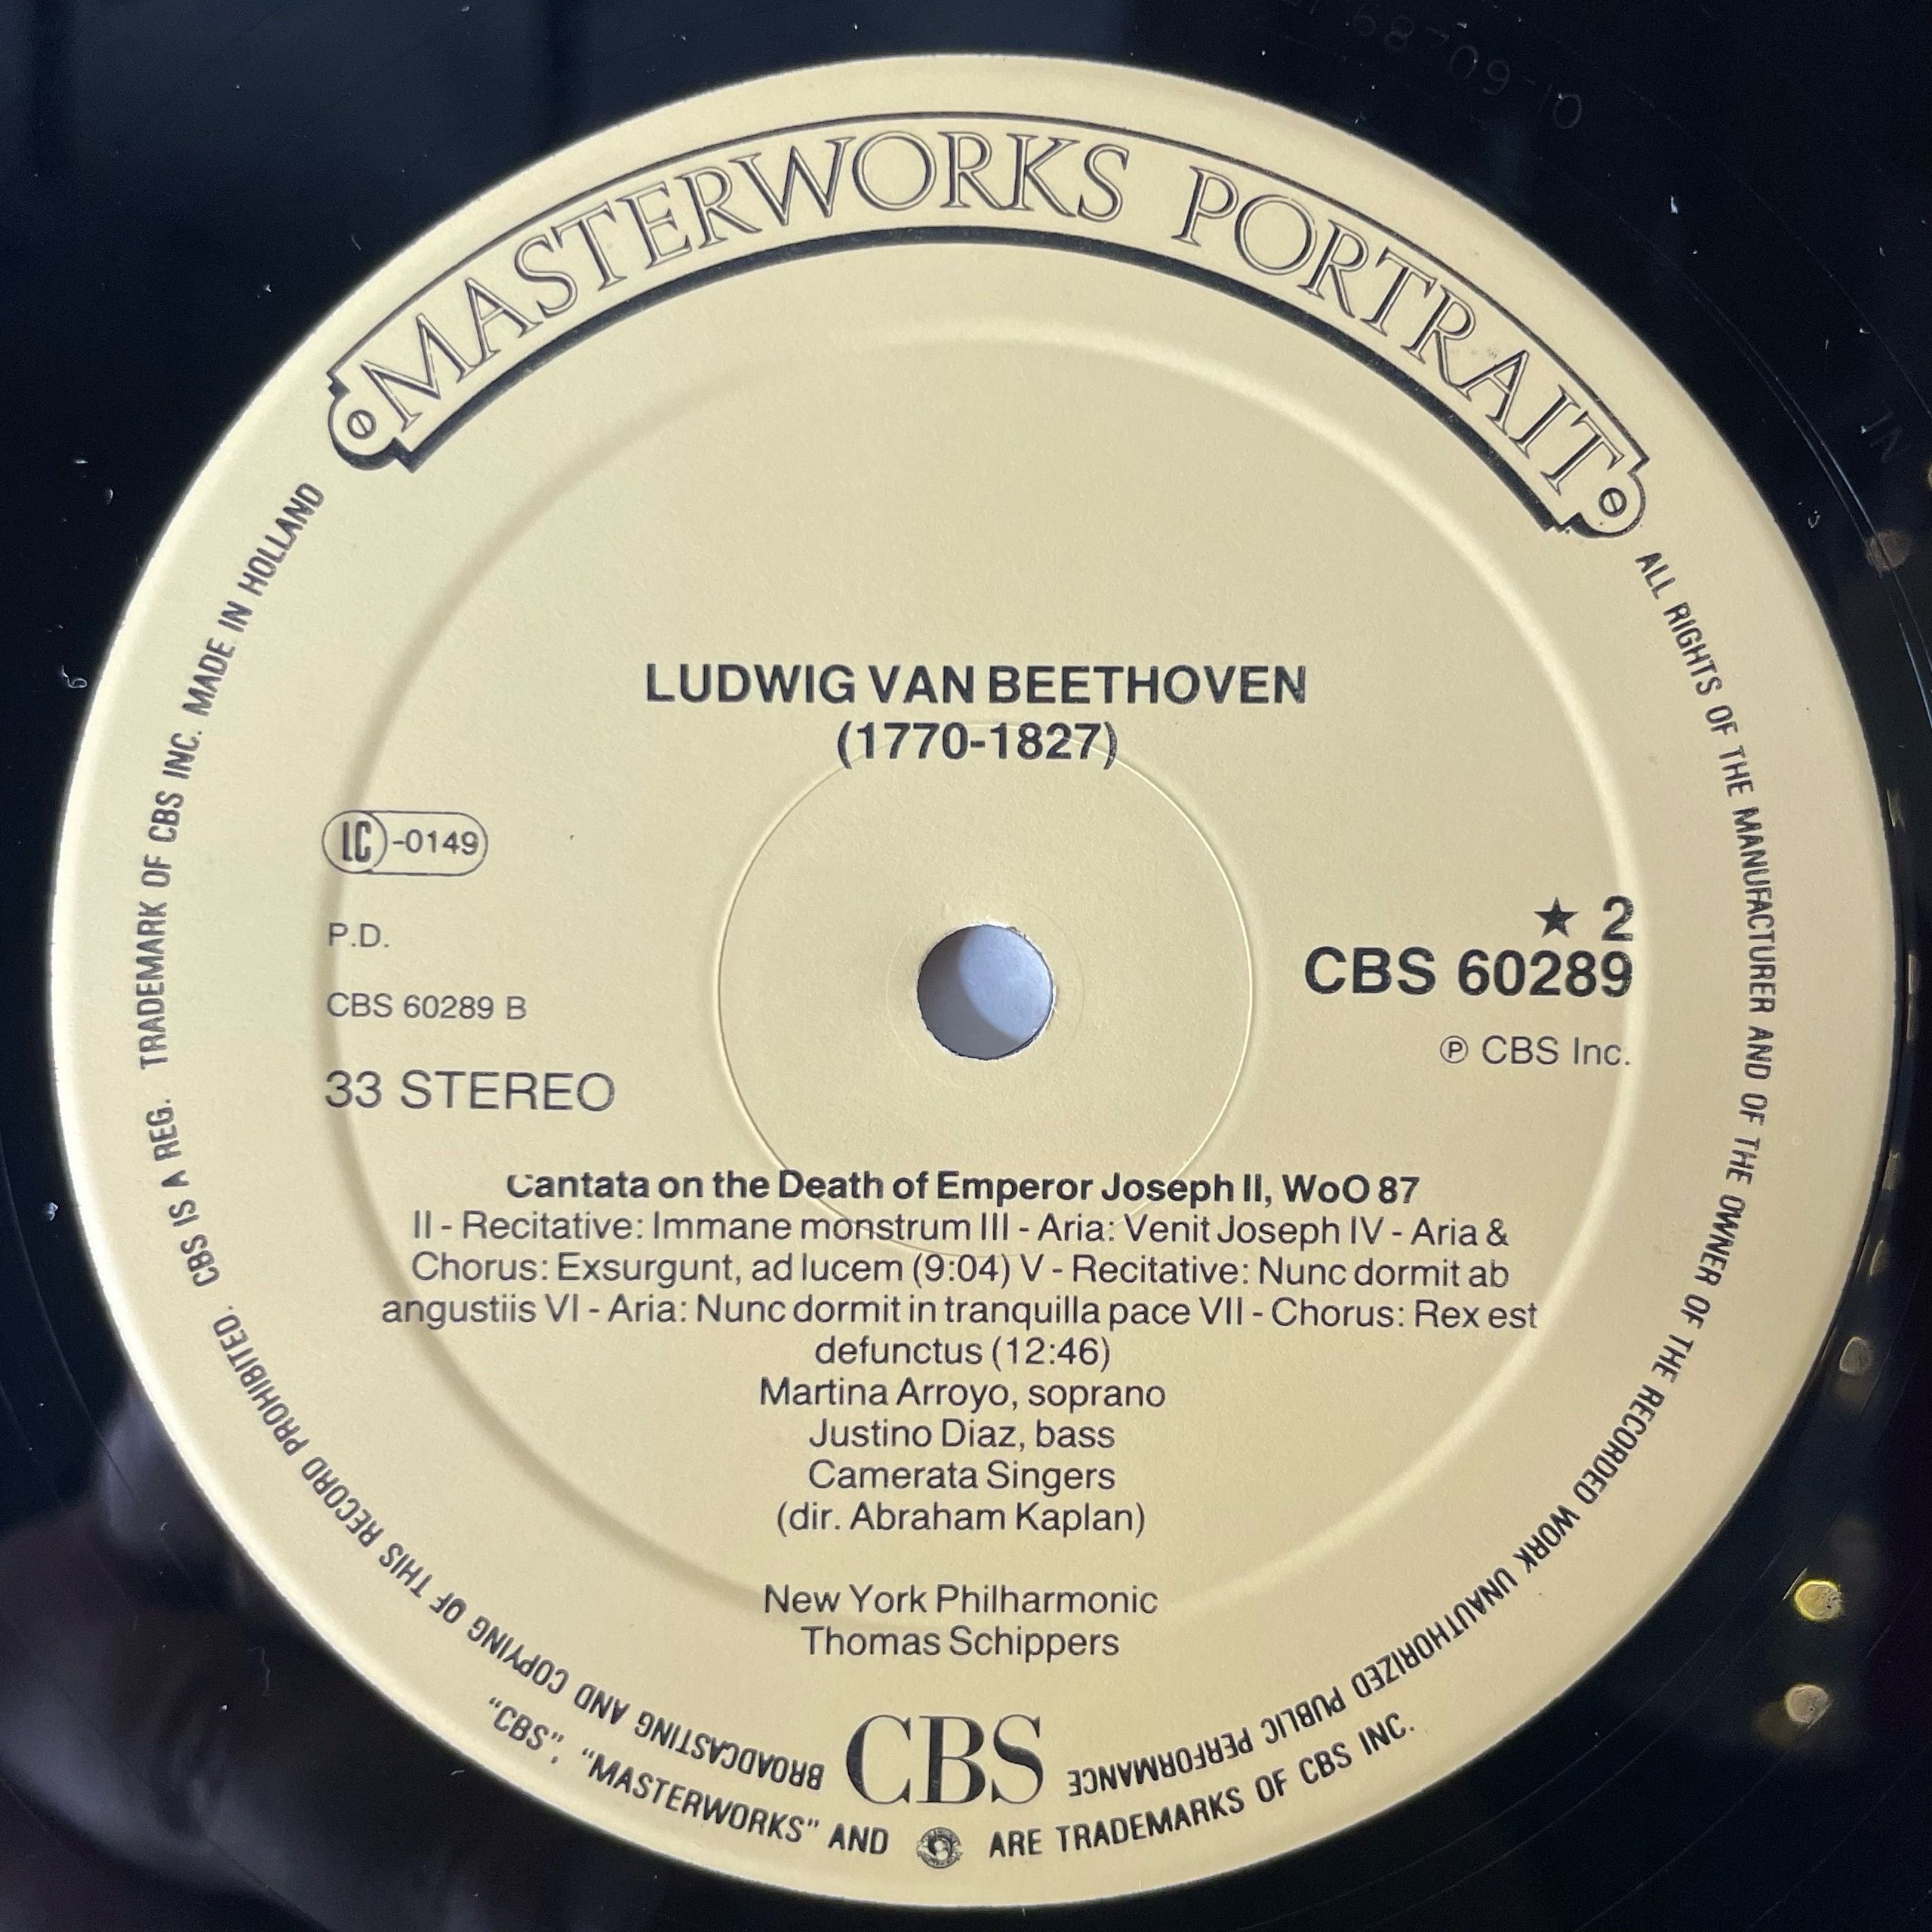 MASTERWORKS PORTRAIT
LUDWIG VAN BEETHOVEN
(1770-1827)
LC -0149
P.D.
CBS 60289 B
33 STEREO
★ 2
CBS 60289
℗ CBS Inc.
Cantata on the Death of Emperor Joseph II, WoO 87
II - Recitative: Immane monstrum III - Aria: Venit Joseph IV - Aria &
Chorus: Exsurgunt, ad lucem (9:04) V - Recitative: Nunc dormit ab
angustiis VI - Aria: Nunc dormit in tranquilla pace VII - Chorus: Rex est
defunctus (12:46)
Martina Arroyo, soprano
Justino Diaz, bass
Camerata Singers
(dir. Abraham Kaplan)
New York Philharmonic
Thomas Schippers
CBS
ALL RIGHTS OF THE MANUFACTURER AND OF THE OWNER OF THE RECORDED WORK UNAUTHORIZED PUBLIC PERFORMANCE
BROADCASTING AND COPYING OF THIS RECORD PROHIBITED. CBS IS A REG. TRADEMARK OF CBS INC. MADE IN HOLLAND
"CBS", "MASTERWORKS" AND ARE TRADEMARKS OF CBS INC.